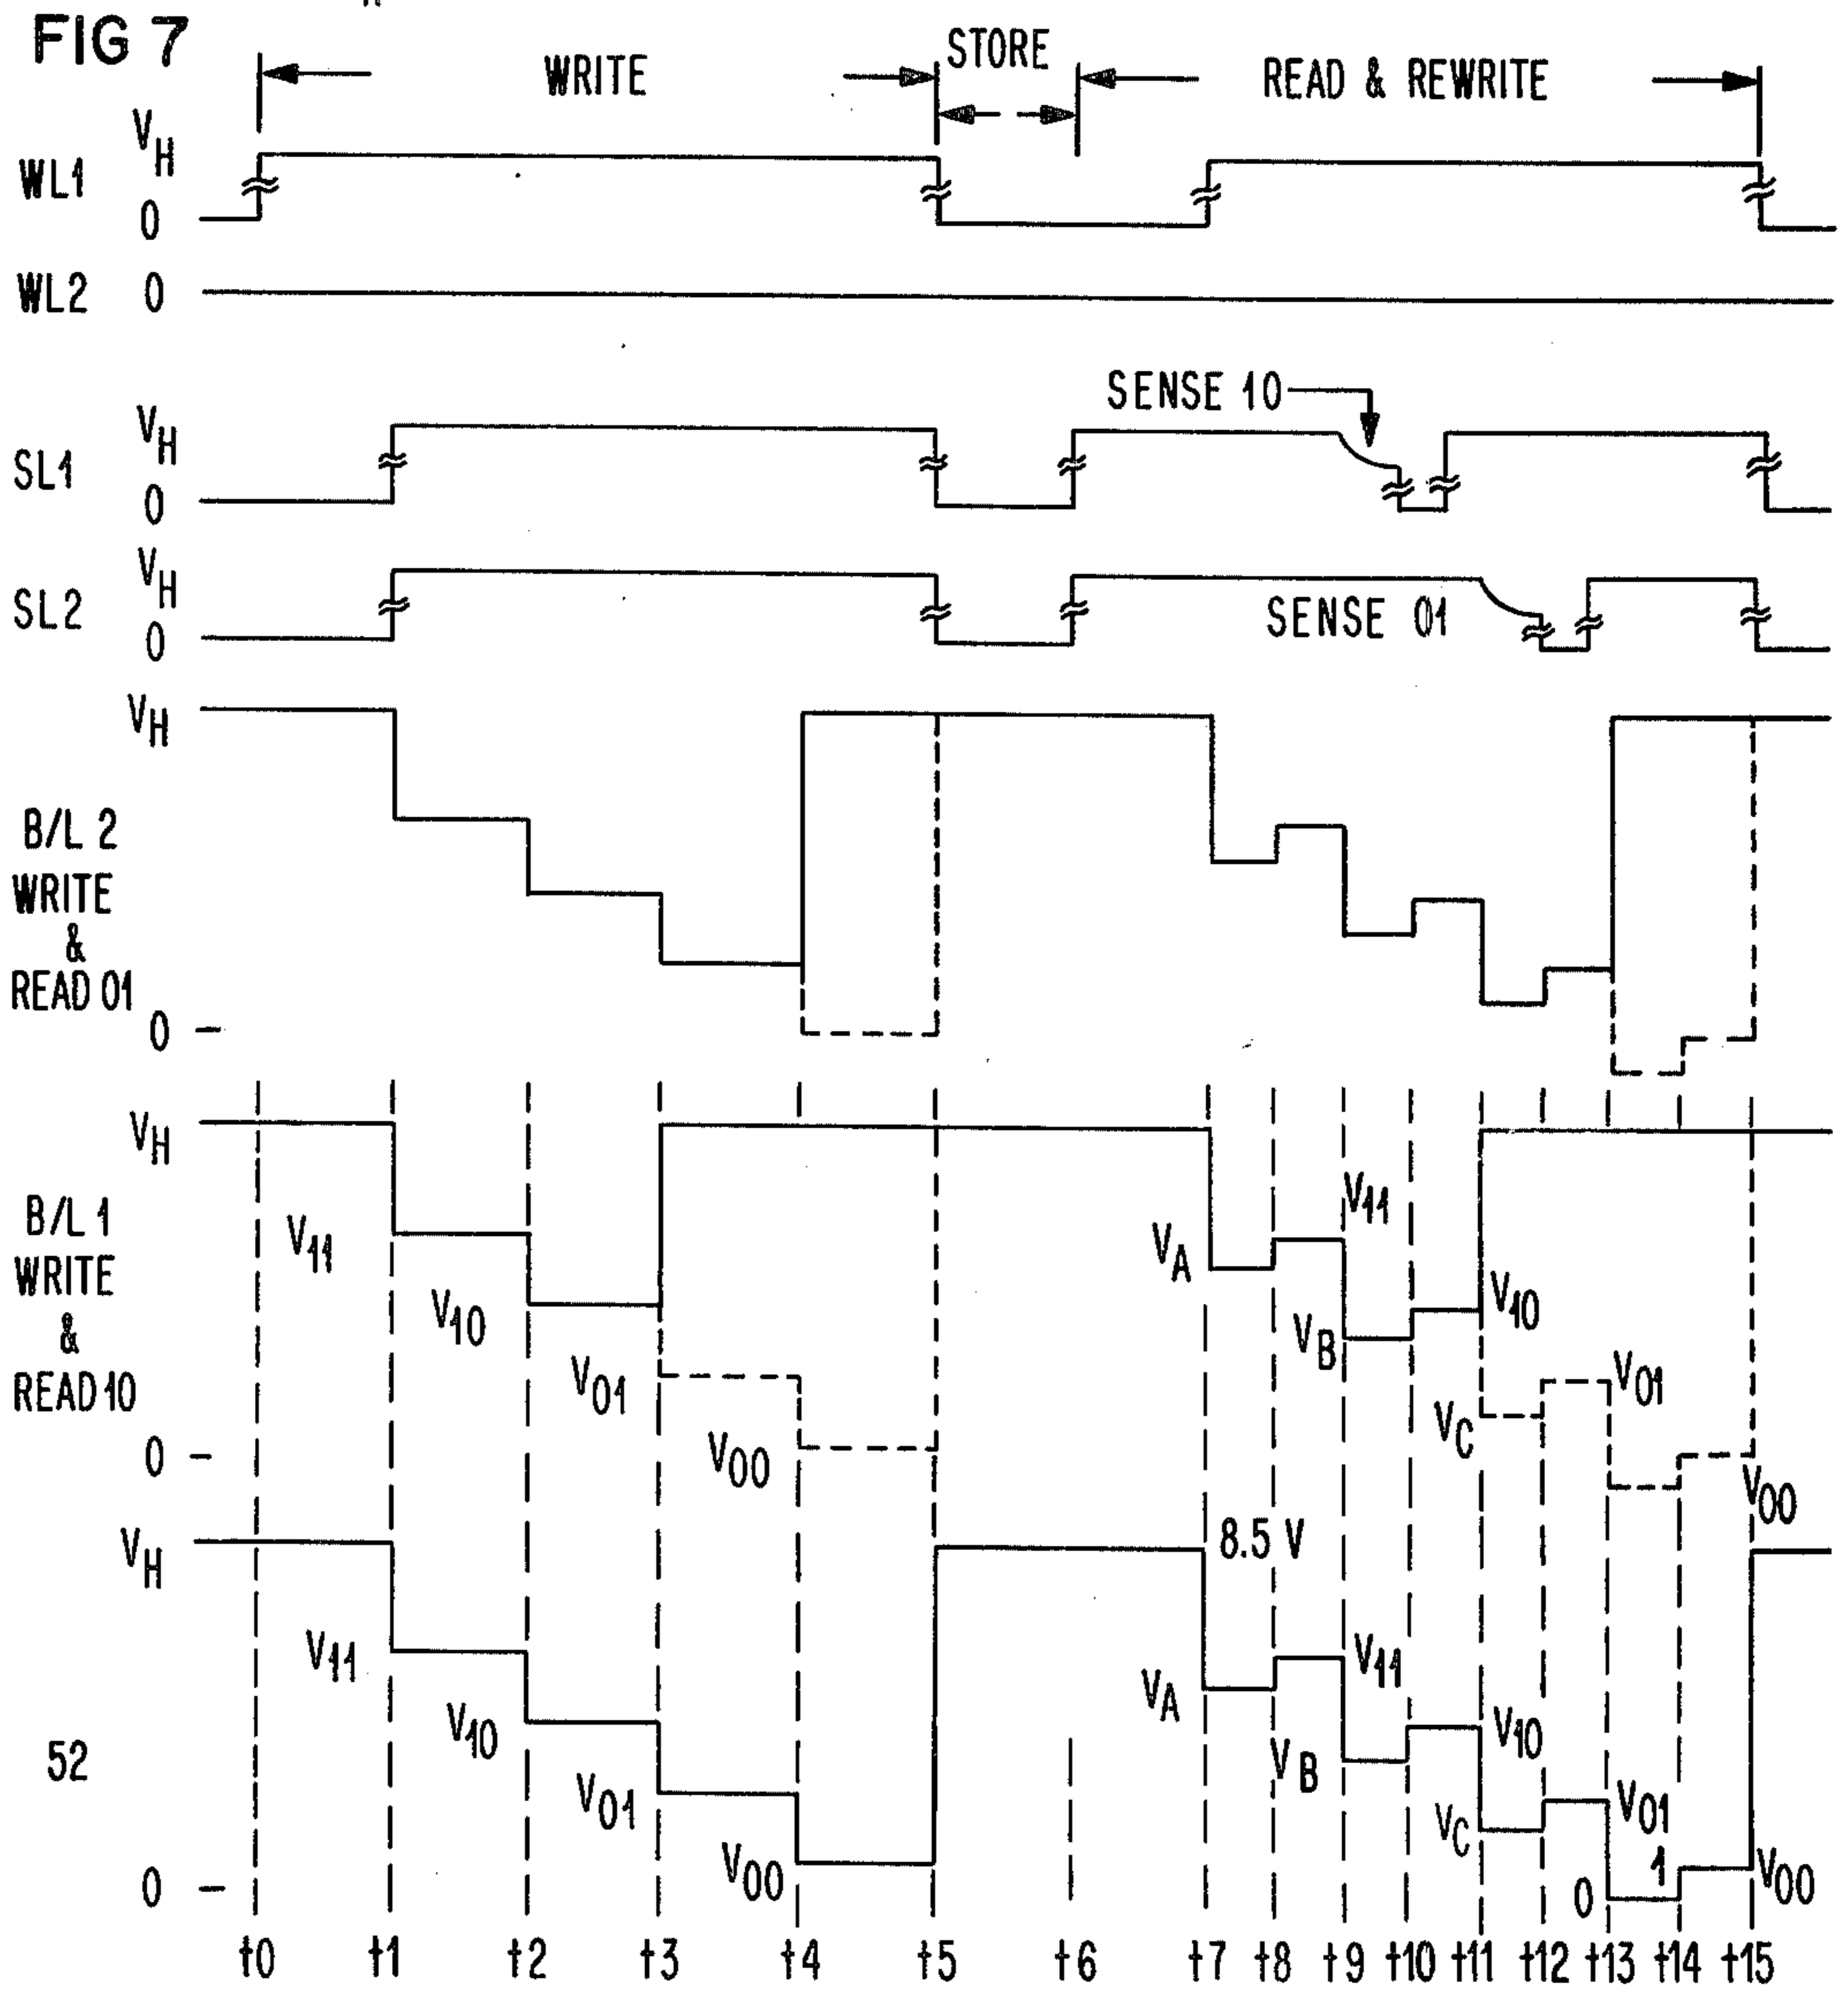 FIG 7
WRITE
STORE
READ & REWRITE
WL1
VH
0
WL2 0
SENSE 10
SL1
VH
0
SL2
VH
0
SENSE 01
VH
B/L 2
WRITE
&
READ 01
0
VH
B/L 1
WRITE
&
READ 10
0
V11
V10
V01
V00
VA
V11
VB
V10
VC
V01
V00
VH
8.5 V
52
0
V11
V10
V01
V00
VA
V11
VB
V10
VC
V01
0
1
V00
t0 t1 t2 t3 t4 t5 t6 t7 t8 t9 t10 t11 t12 t13 t14 t15